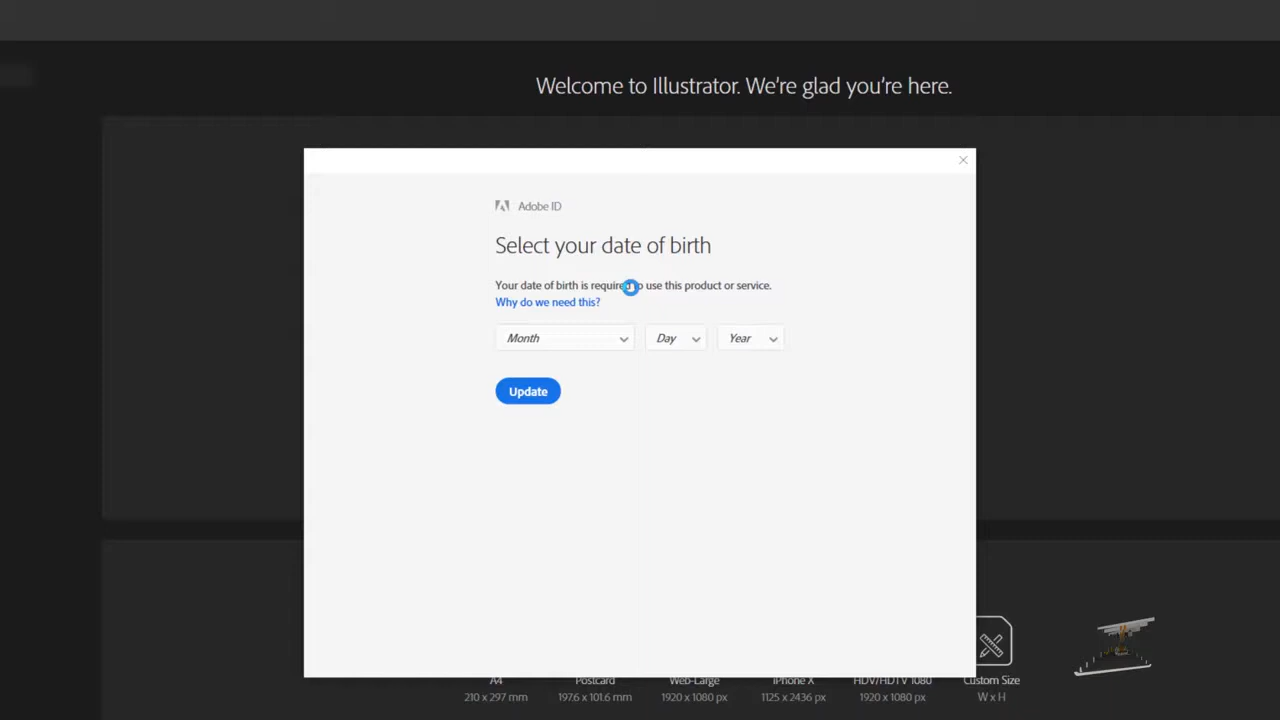 Welcome to Illustrator. We're glad you're here.
Adobe ID
Select your date of birth
Your date of birth is required to use this product or service.
Why do we need this?
Month Day Year
Update
A4 Postcard Web-Large iPhone X HDV/HDTV 1080 Custom Size
210 x 297 mm 197.6 x 101.6 mm 1920 x 1080 px 1125 x 2436 px 1920 x 1080 px W x H